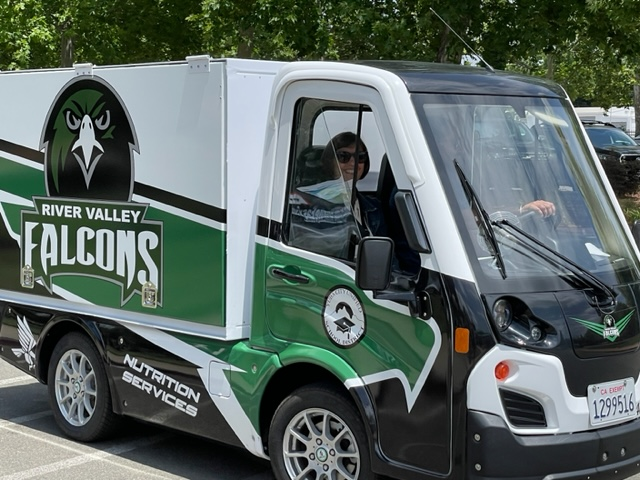 RIVER VALLEY
FALCONS
NUTRITION
SERVICES
CA EXEMPT
1299516